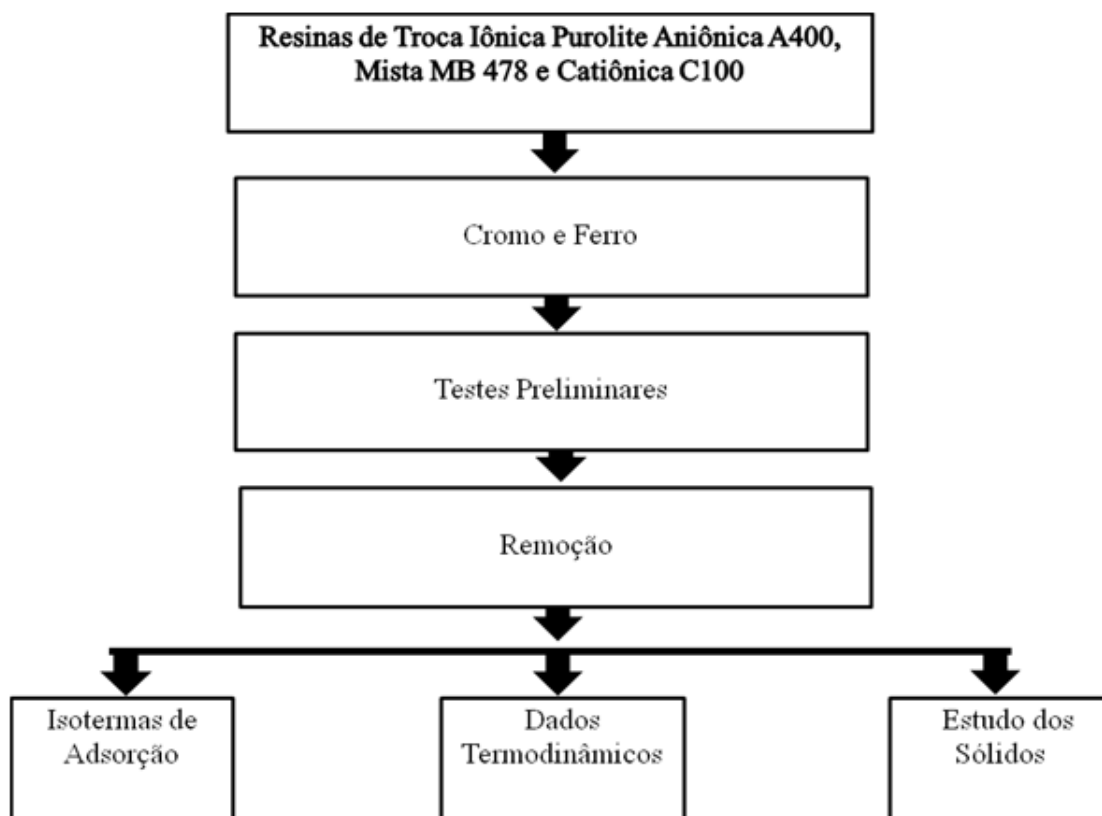 Resinas de Troca Iônica Purolite Aniônica A400,
Mista MB 478 e Catiônica C100
Cromo e Ferro
Testes Preliminares
Remoção
Isotermas de
Adsorção
Dados
Termodinâmicos
Estudo dos
Sólidos